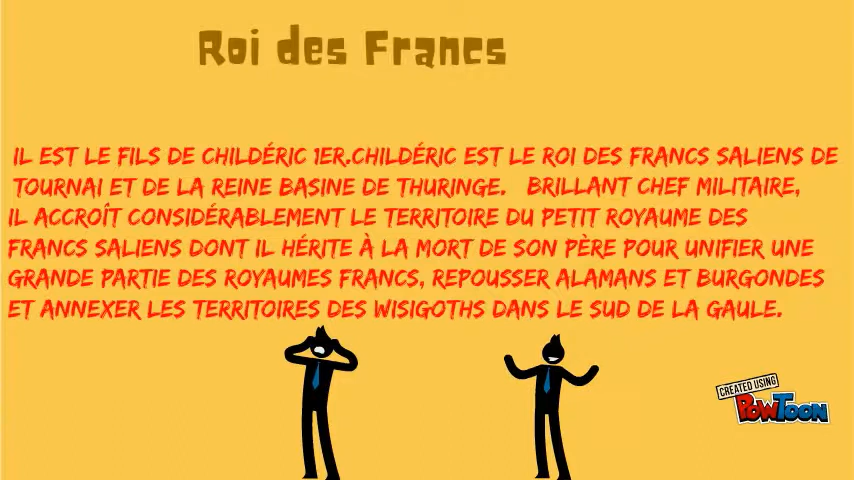 Roi des Francs
IL EST LE FILS DE CHILDÉRIC 1ER.CHILDÉRIC EST LE ROI DES FRANCS SALIENS DE
TOURNAI ET DE LA REINE BASINE DE THURINGE. BRILLANT CHEF MILITAIRE,
IL ACCROÎT CONSIDÉRABLEMENT LE TERRITOIRE DU PETIT ROYAUME DES
FRANCS SALIENS DONT IL HÉRITE À LA MORT DE SON PÈRE POUR UNIFIER UNE
GRANDE PARTIE DES ROYAUMES FRANCS, REPOUSSER ALAMANS ET BURGONDES
ET ANNEXER LES TERRITOIRES DES WISIGOTHS DANS LE SUD DE LA GAULE.
CREATED USING
POWTOON